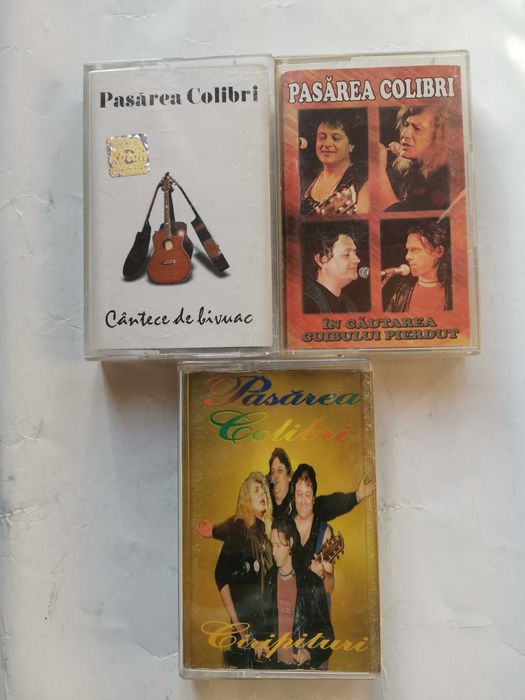 Pasărea Colibri
Cântece de bivuac
PASĂREA COLIBRI
ÎN CĂUTAREA
CUIBULUI PIERDUT
Pasărea
Colibri
Ciripituri